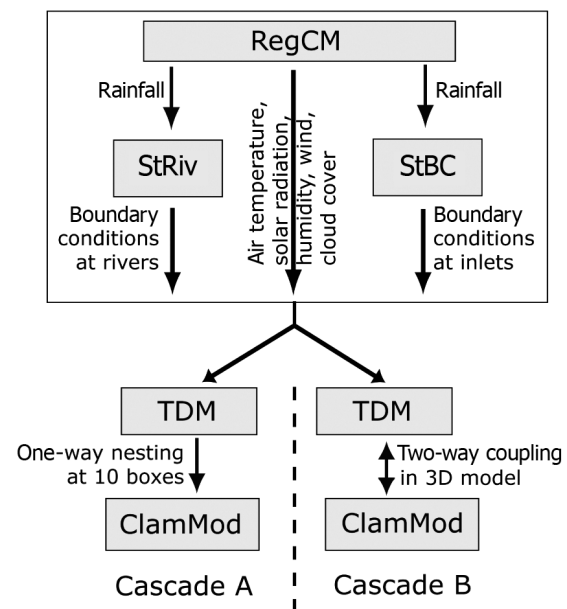 RegCM
Rainfall
Rainfall
Air temperature,
solar radiation,
humidity, wind,
cloud cover
StRiv
StBC
Boundary
conditions
at rivers
Boundary
conditions
at inlets
TDM
TDM
One-way nesting
at 10 boxes
Two-way coupling
in 3D model
ClamMod
ClamMod
Cascade A
Cascade B